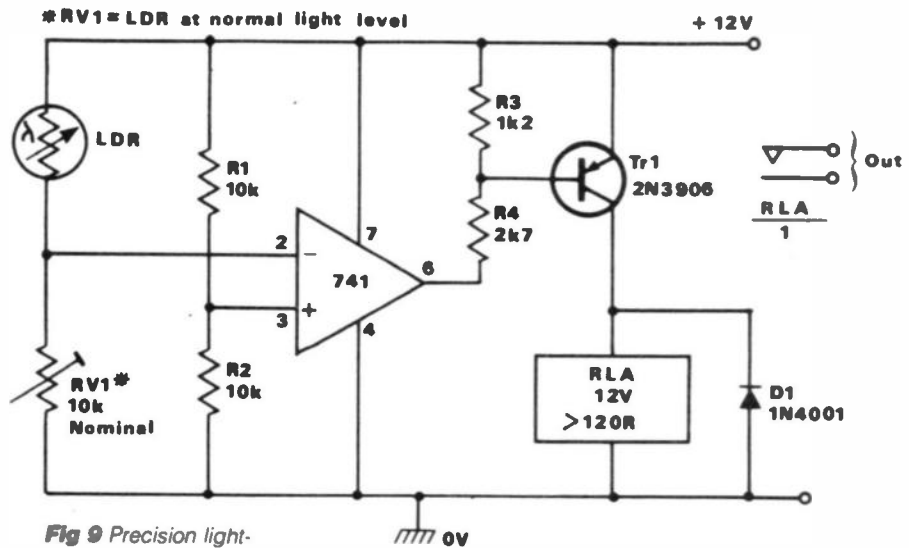 *RV1=LDR at normal light level
+ 12V
LDR
R1
10k
R3
1k2
Tr1
2N3906
Out
RLA
1
R4
2k7
2
-
7
741
6
+
3
4
RV1*
10k
Nominal
R2
10k
RLA
12V
>120R
D1
1N4001
0V
Fig 9 Precision light-